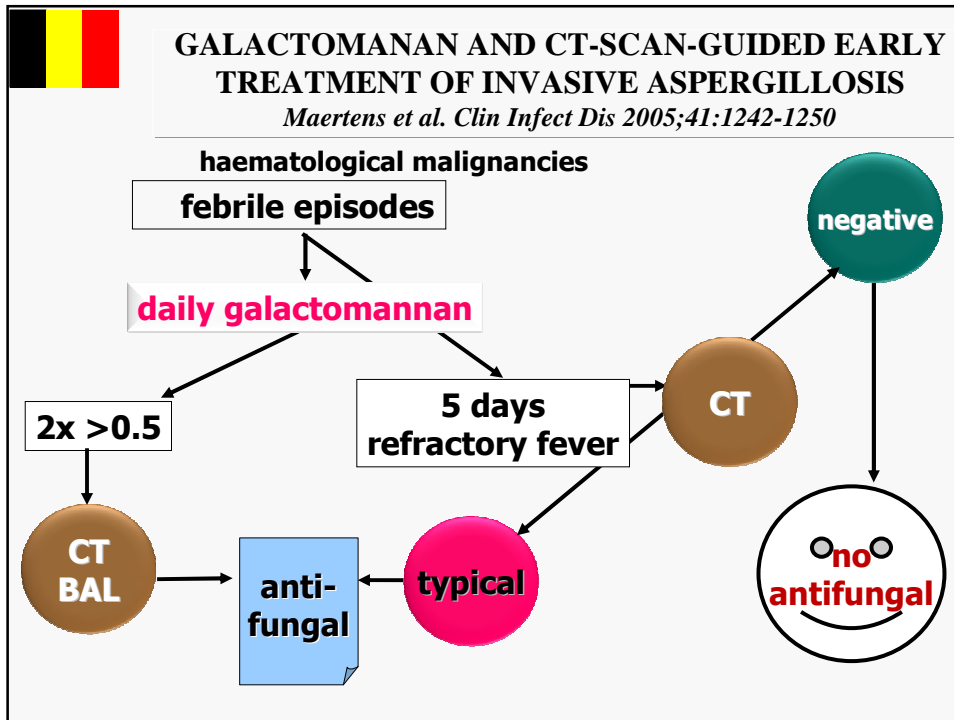 GALACTOMANAN AND CT-SCAN-GUIDED EARLY
TREATMENT OF INVASIVE ASPERGILLOSIS
Maertens et al. Clin Infect Dis 2005;41:1242-1250
haematological malignancies
febrile episodes
negative
daily galactomannan
2x >0.5
5 days
refractory fever
CT
CT
BAL
anti-
fungal
typical
no
antifungal